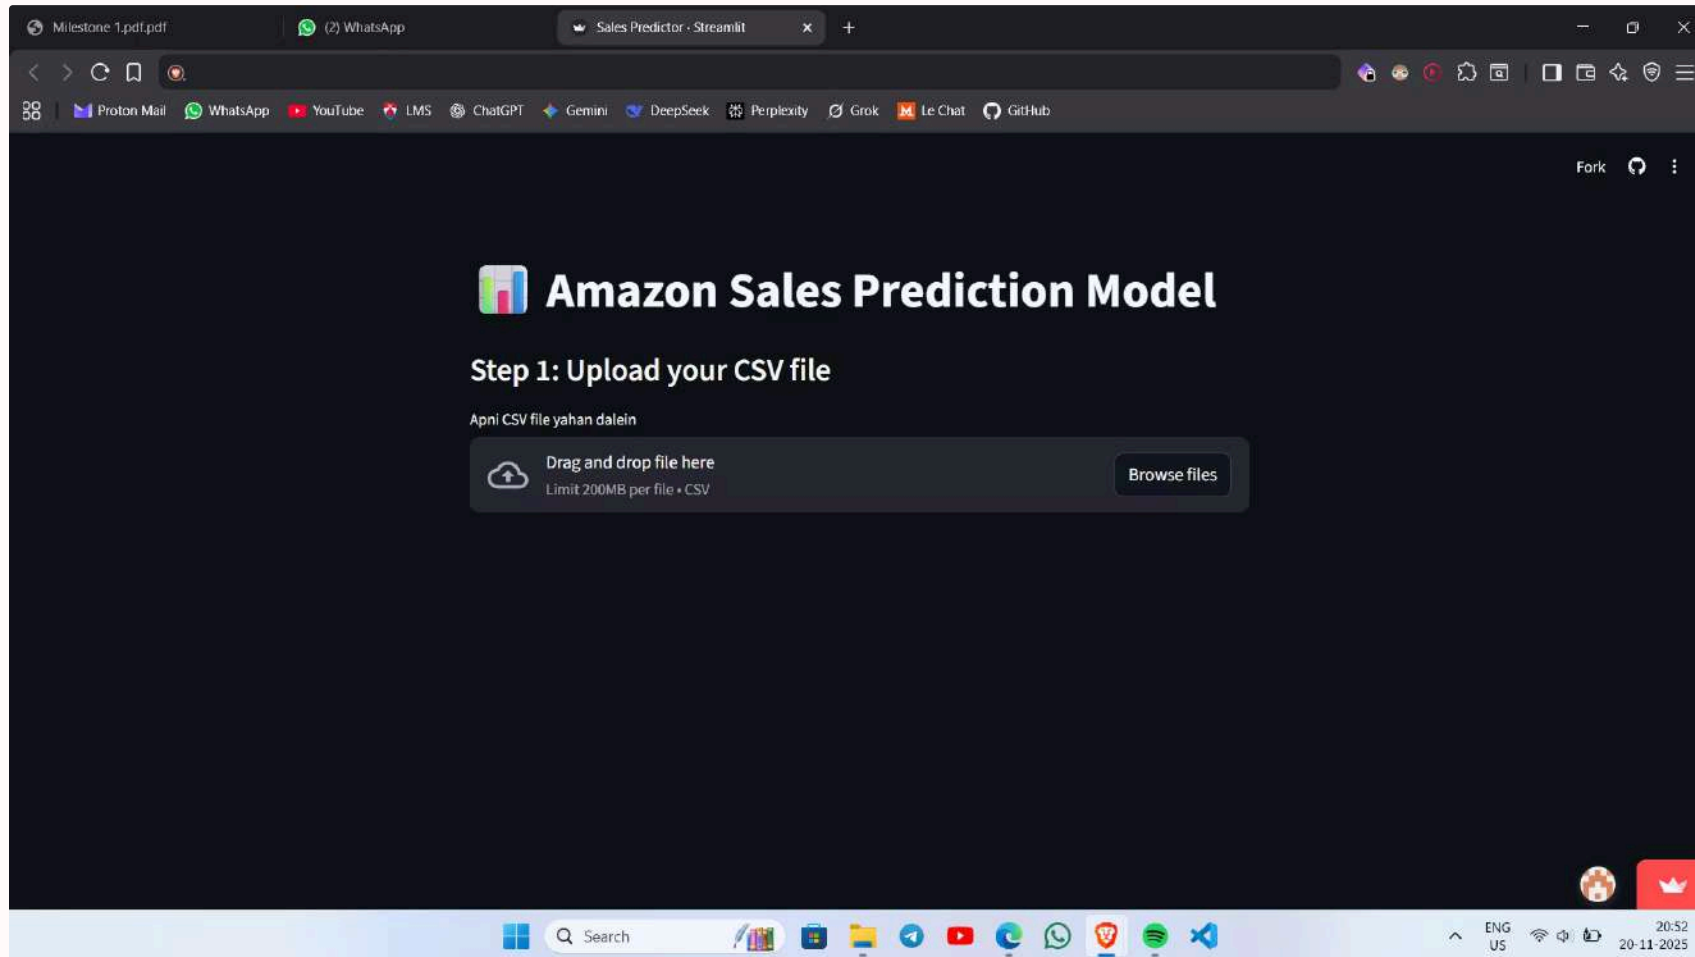 Milestone 1.pdf.pdf
(2) WhatsApp
Sales Predictor · Streamlit
Proton Mail WhatsApp YouTube LMS ChatGPT Gemini DeepSeek Perplexity Grok Le Chat GitHub
Fork
Amazon Sales Prediction Model
Step 1: Upload your CSV file
Apni CSV file yahan dalein
Drag and drop file here
Limit 200MB per file • CSV
Browse files
Search
ENG
US
20:52
20-11-2025